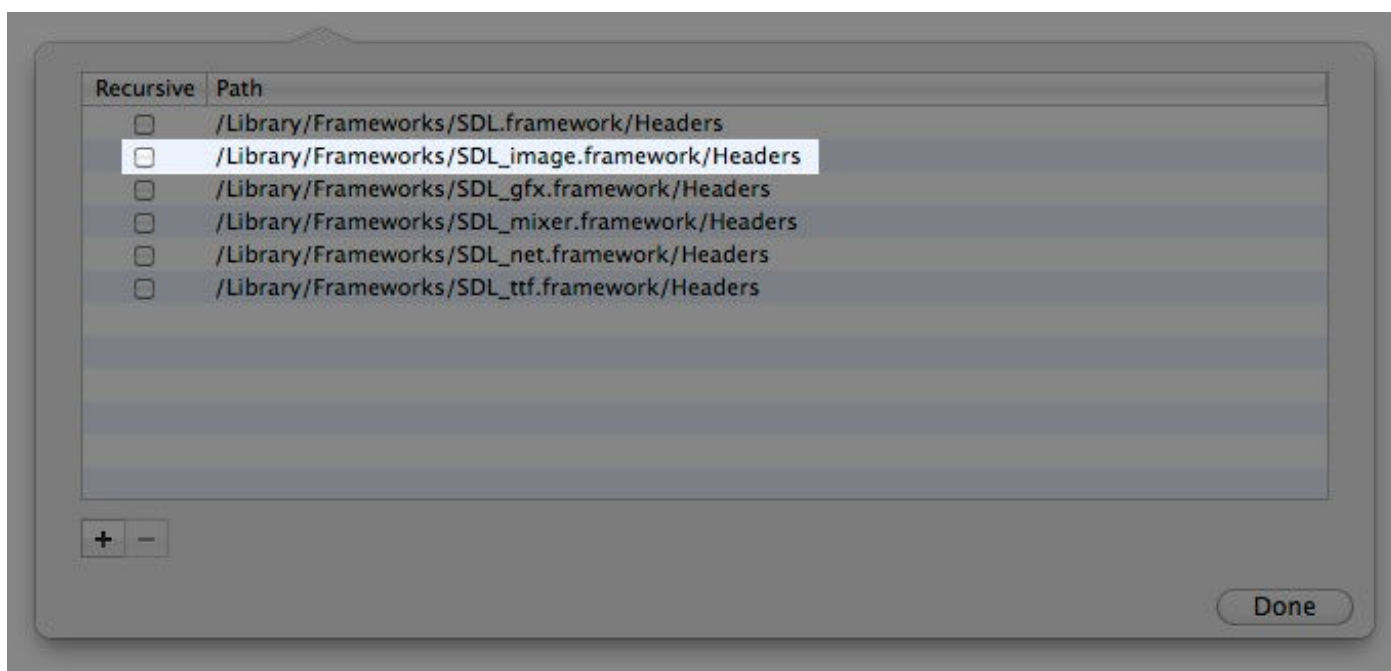 Recursive Path
/Library/Frameworks/SDL.framework/Headers
/Library/Frameworks/SDL_image.framework/Headers
/Library/Frameworks/SDL_gfx.framework/Headers
/Library/Frameworks/SDL_mixer.framework/Headers
/Library/Frameworks/SDL_net.framework/Headers
/Library/Frameworks/SDL_ttf.framework/Headers
+ −
Done